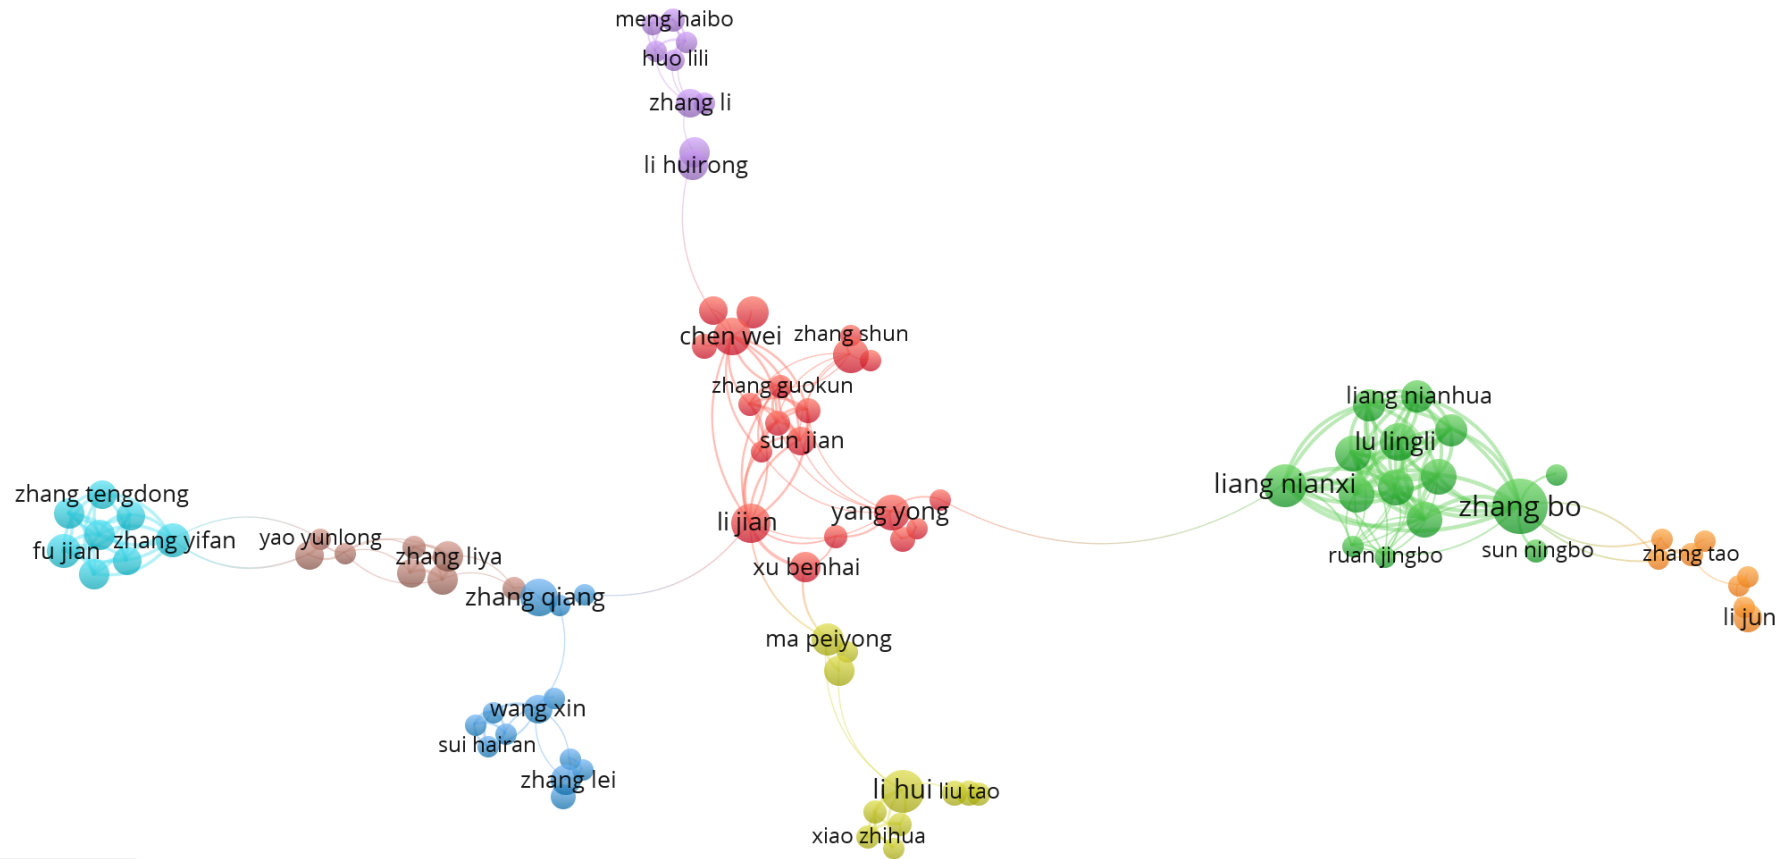 meng haibo
huo lili
zhang li
li huirong
chen wei
zhang shun
zhang guokun
sun jian
liang nianhua
lu lingli
liang nianxi
zhang bo
ruan jingbo
sun ningbo
zhang tao
li jun
zhang tengdong
fu jian
zhang yifan
yao yunlong
zhang liya
li jian
yang yong
xu benhai
zhang qiang
ma peiyong
wang xin
sui hairan
zhang lei
li hui
liu tao
xiao zhihua